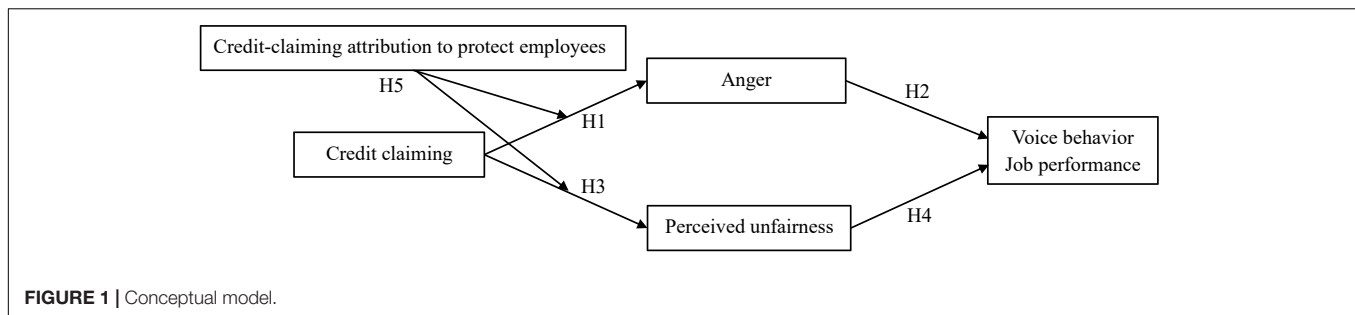 Credit-claiming attribution to protect employees
H5
Anger
H2
H1
Credit claiming
Voice behavior
Job performance
H3
Perceived unfairness
H4
FIGURE 1 | Conceptual model.